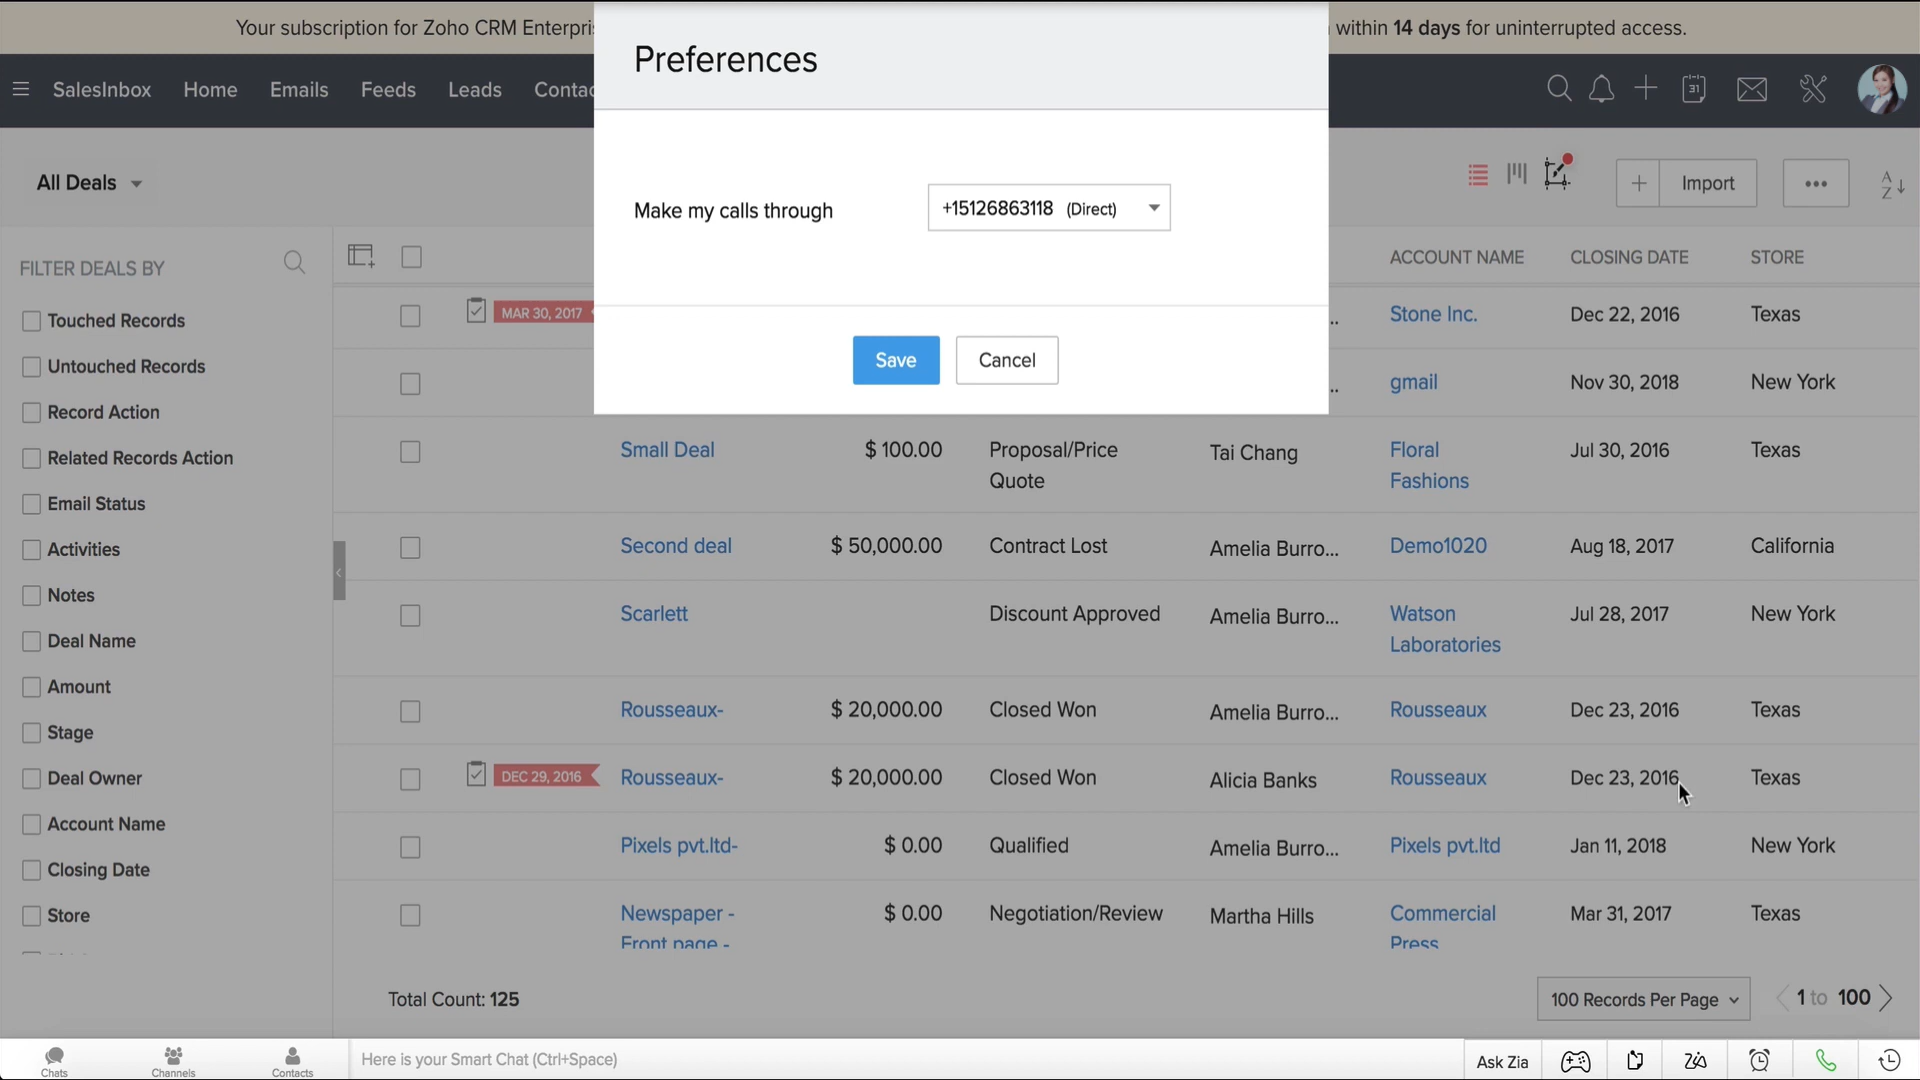 Your subscription for Zoho CRM Enterpri
within 14 days for uninterrupted access.
Preferences
SalesInbox Home Emails Feeds Leads Contac
31
All Deals
Import
A
Z
Make my calls through
+15126863118 (Direct)
Save Cancel
FILTER DEALS BY
Touched Records
Untouched Records
Record Action
Related Records Action
Email Status
Activities
Notes
Deal Name
Amount
Stage
Deal Owner
Account Name
Closing Date
Store
ACCOUNT NAME CLOSING DATE STORE
MAR 30, 2017 .. Stone Inc. Dec 22, 2016 Texas
.. gmail Nov 30, 2018 New York
Small Deal $ 100.00 Proposal/Price Tai Chang Floral Jul 30, 2016 Texas
Quote Fashions
Second deal $ 50,000.00 Contract Lost Amelia Burro... Demo1020 Aug 18, 2017 California
Scarlett Discount Approved Amelia Burro... Watson Jul 28, 2017 New York
Laboratories
Rousseaux- $ 20,000.00 Closed Won Amelia Burro... Rousseaux Dec 23, 2016 Texas
DEC 29, 2016 Rousseaux- $ 20,000.00 Closed Won Alicia Banks Rousseaux Dec 23, 2016 Texas
Pixels pvt.ltd- $ 0.00 Qualified Amelia Burro... Pixels pvt.ltd Jan 11, 2018 New York
Newspaper - $ 0.00 Negotiation/Review Martha Hills Commercial Mar 31, 2017 Texas
Front page - Press
Total Count: 125
100 Records Per Page 1 to 100
Chats Channels Contacts
Here is your Smart Chat (Ctrl+Space)
Ask Zia